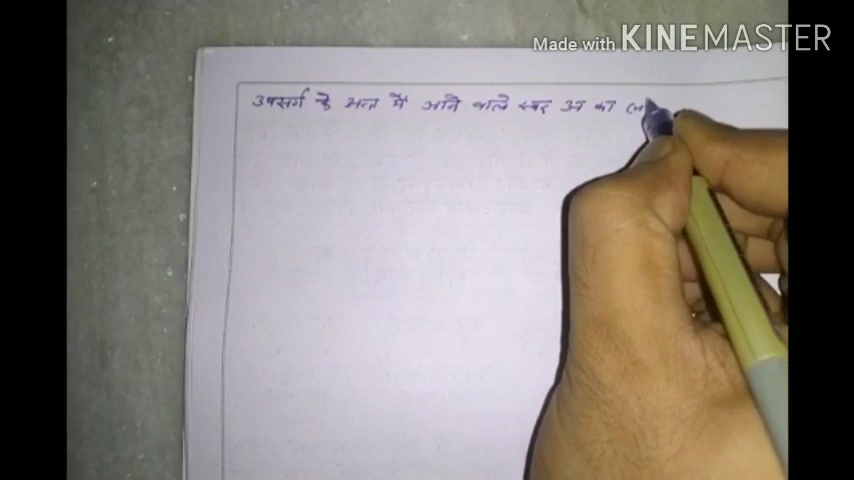 Made with KINEMASTER
उपसर्ग के अन्त में आने वाले स्वर अ का